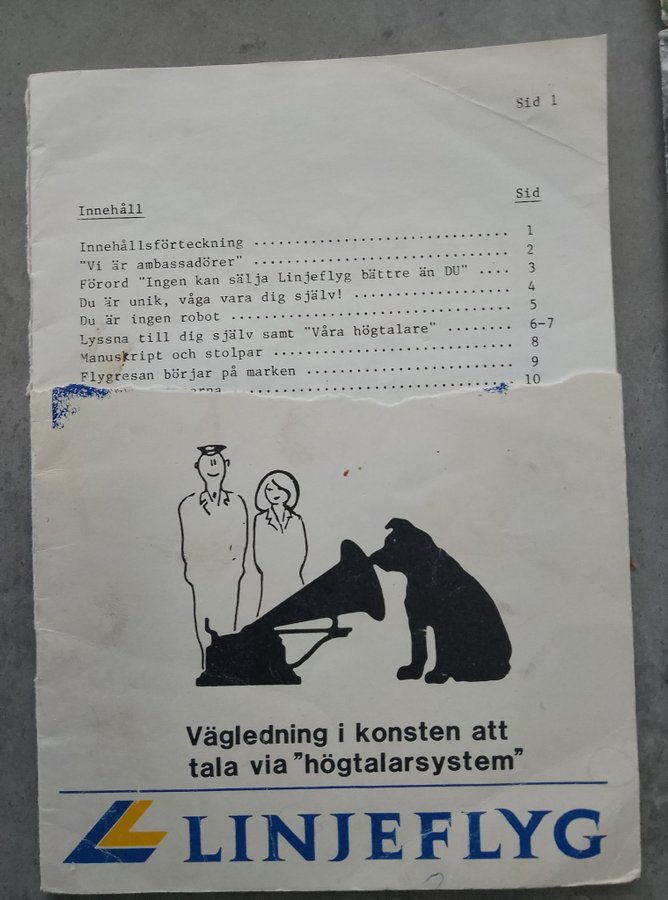 Sid 1
Innehåll Sid
Innehållsförteckning 1
"Vi är ambassadörer" 2
Förord "Ingen kan sälja Linjeflyg bättre än DU" .... 3
Du är unik, våga vara dig själv! 4
Du är ingen robot 5
Lyssna till dig själv samt "Våra högtalare" ........ 6-7
Manuskript och stolpar 8
Flygresan börjar på marken 9
10
Vägledning i konsten att
tala via "högtalarsystem"
LINJEFLYG